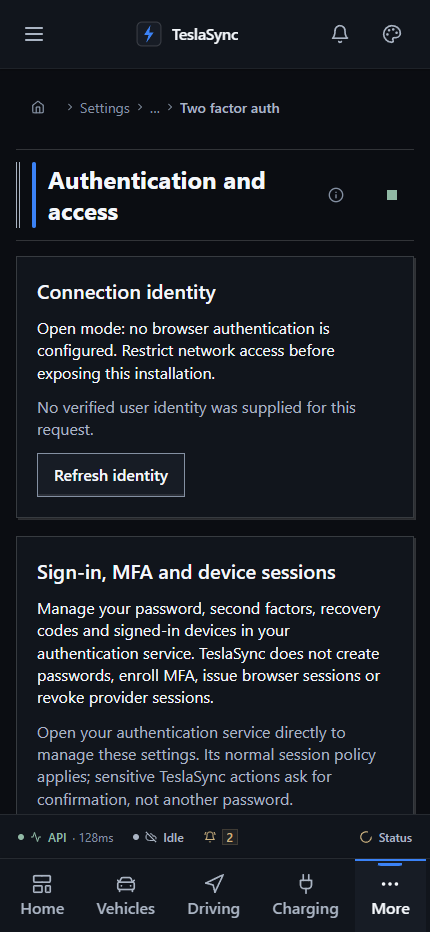 TeslaSync
Settings
...
Two factor auth
Authentication and
access
Connection identity
Open mode: no browser authentication is
configured. Restrict network access before
exposing this installation.
No verified user identity was supplied for this
request.
Refresh identity
Sign-in, MFA and device sessions
Manage your password, second factors, recovery
codes and signed-in devices in your
authentication service. TeslaSync does not create
passwords, enroll MFA, issue browser sessions or
revoke provider sessions.
Open your authentication service directly to
manage these settings. Its normal session policy
applies; sensitive TeslaSync actions ask for
confirmation, not another password.
API · 128ms
Idle
2
Status
Home
Vehicles
Driving
Charging
More